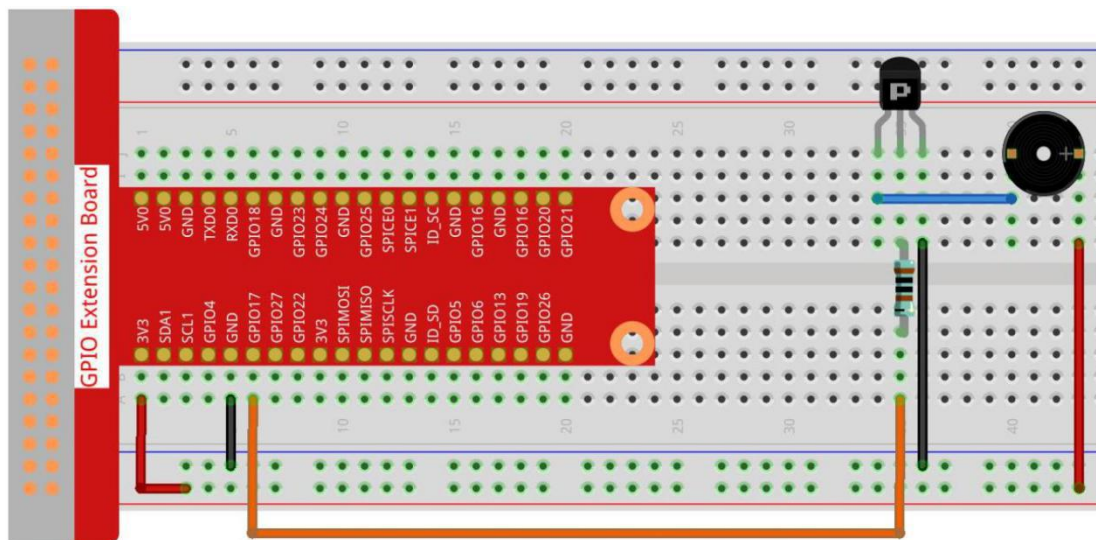 GPIO Extension Board
P
1
5
10
15
20
25
30
J
5V0
5V0
GND
TXD0
RXD0
GPIO18
GND
GPIO23
GPIO24
GND
GPIO25
SPICE0
SPICE1
ID_SC
GND
GPIO16
GND
GPIO16
GPIO20
GPIO21
3V3
SDA1
SCL1
GPIO4
GND
GPIO17
GPIO27
GPIO22
3V3
SPIMOSI
SPIMISO
SPISCLK
GND
ID_SD
GPIO5
GPIO6
GPIO13
GPIO19
GPIO26
GND
+
10
15
20
25
30
40